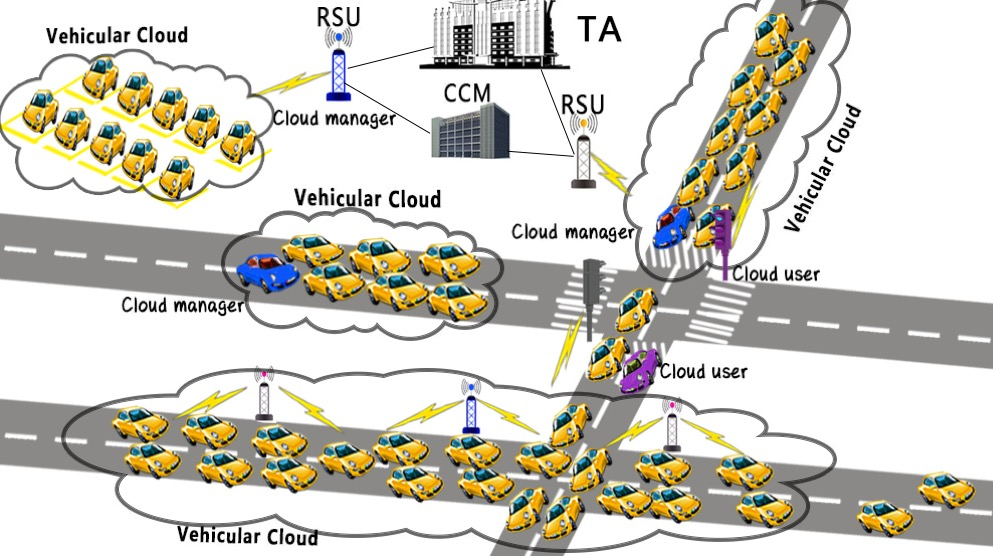 RSU
TA
Vehicular Cloud
CCM
RSU
Cloud manager
Vehicular Cloud
Vehicular Cloud
Cloud manager
Cloud user
Cloud manager
Cloud user
Vehicular Cloud